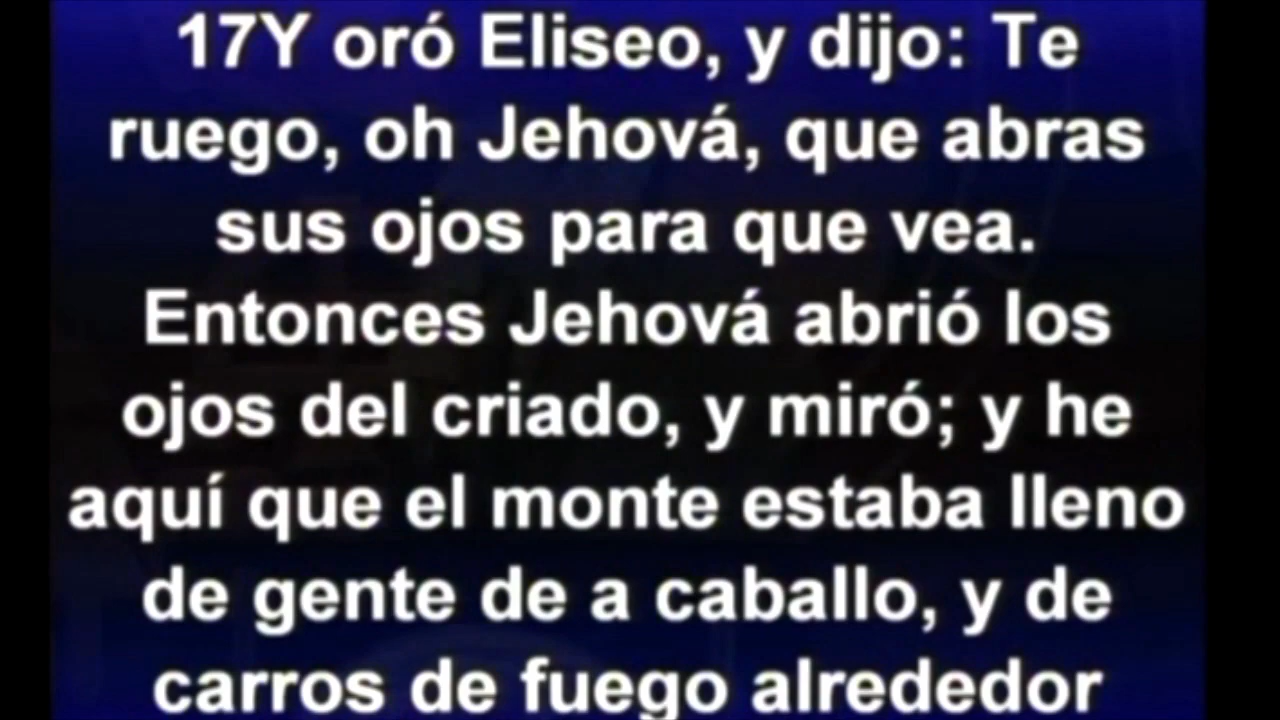 17Y oró Eliseo, y dijo: Te
ruego, oh Jehová, que abras
sus ojos para que vea.
Entonces Jehová abrió los
ojos del criado, y miró; y he
aquí que el monte estaba lleno
de gente de a caballo, y de
carros de fuego alrededor